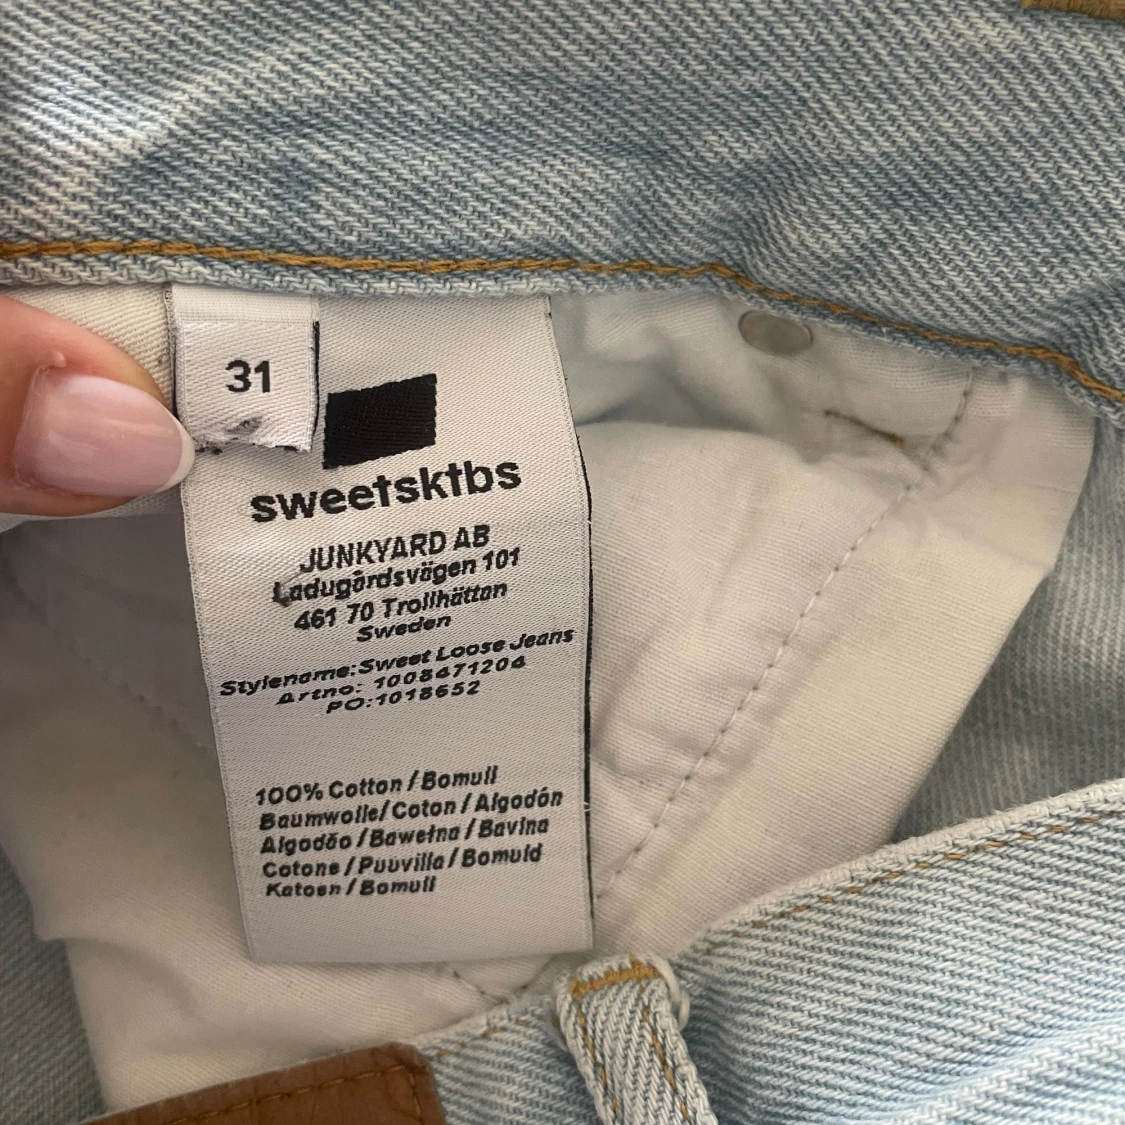 31
sweetsktbs
JUNKYARD AB
Ladugårdsvägen 101
461 70 Trollhättan
Sweden
Stylename:Sweet Loose Jeans
Artno: 1008471204
PO:1018652
100% Cotton / Bomull
Baumwolle/Coton / Algodón
Algodão / Bawełna / Bavlna
Cotone / Puuvilla / Bomuld
Katoen / Bomull